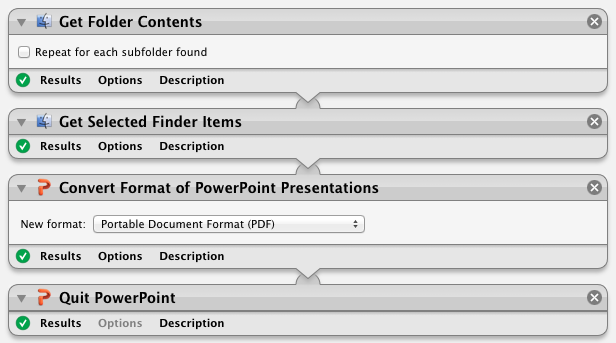 Get Folder Contents
Repeat for each subfolder found
Results Options Description
Get Selected Finder Items
Results Options Description
Convert Format of PowerPoint Presentations
New format: Portable Document Format (PDF)
Results Options Description
Quit PowerPoint
Results Options Description